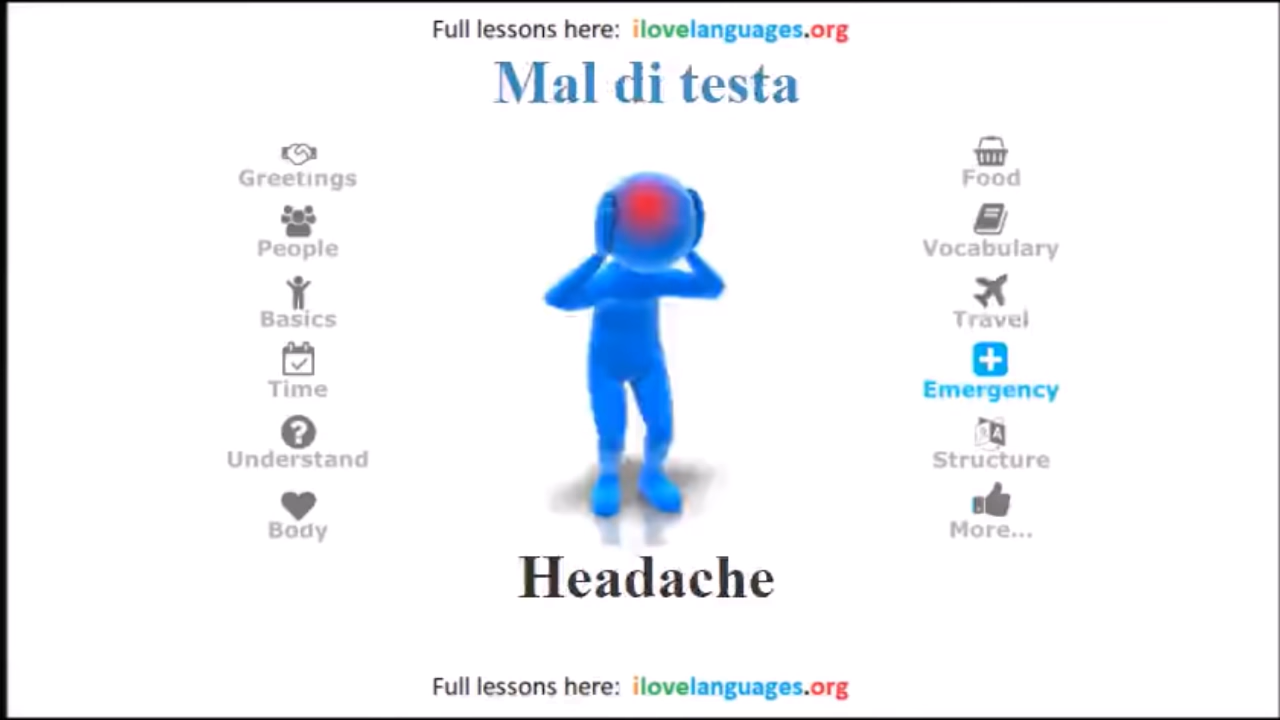 Full lessons here: ilovelanguages.org
Mal di testa
Greetings
People
Basics
Time
Understand
Body
Food
Vocabulary
Travel
Emergency
Structure
More...
Headache
Full lessons here: ilovelanguages.org